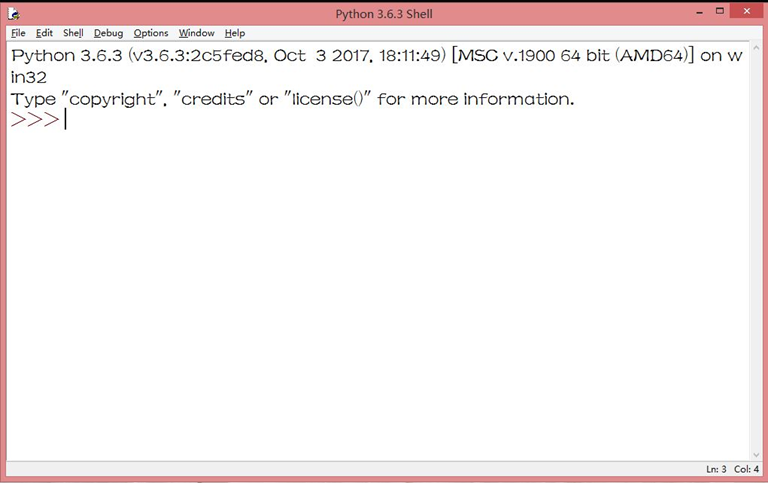 Python 3.6.3 Shell
File Edit Shell Debug Options Window Help
Python 3.6.3 (v3.6.3:2c5fed8, Oct  3 2017, 18:11:49) [MSC v.1900 64 bit (AMD64)] on w
in32
Type "copyright", "credits" or "license()" for more information.
>>>
Ln: 3 Col: 4